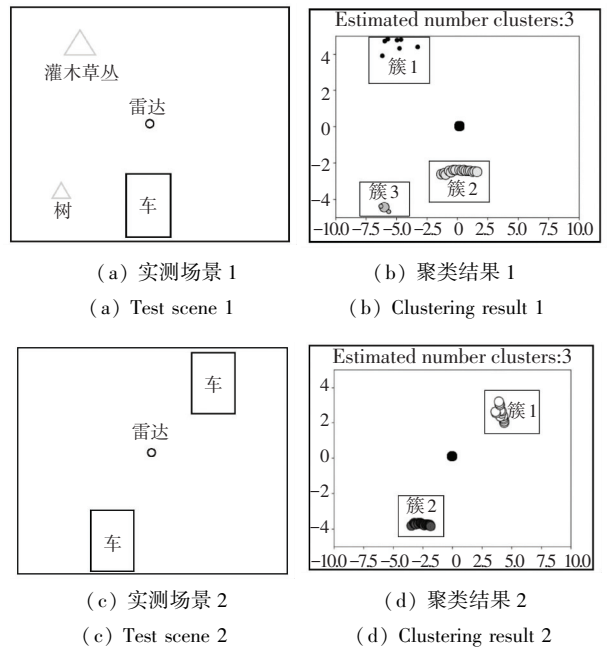 灌木草丛
雷达
树
车
Estimated number clusters:3
4
2
0
−2
−4
簇1
簇2
簇3
−10.0 −7.5 −5.0 −2.5 0 2.5 5.0 7.5 10.0
(a) 实测场景 1
(b) 聚类结果 1
(a) Test scene 1
(b) Clustering result 1
车
雷达
车
Estimated number clusters:3
4
2
0
−2
−4
簇1
簇2
−10.0 −7.5 −5.0 −2.5 0 2.5 5.0 7.5 10.0
(c) 实测场景 2
(d) 聚类结果 2
(c) Test scene 2
(d) Clustering result 2